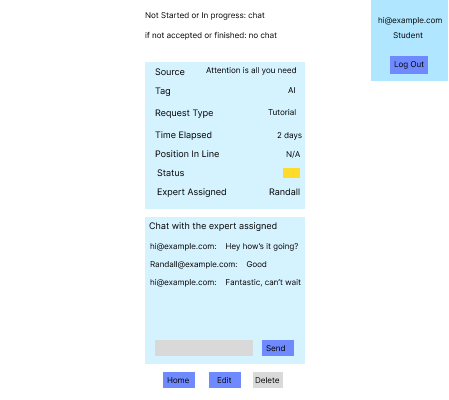 Not Started or In progress: chat
if not accepted or finished: no chat
hi@example.com
Student
Log Out
Source Attention is all you need
Tag AI
Request Type Tutorial
Time Elapsed 2 days
Position In Line N/A
Status
Expert Assigned Randall
Chat with the expert assigned
hi@example.com: Hey how's it going?
Randall@example.com: Good
hi@example.com: Fantastic, can't wait
Send
Home Edit Delete